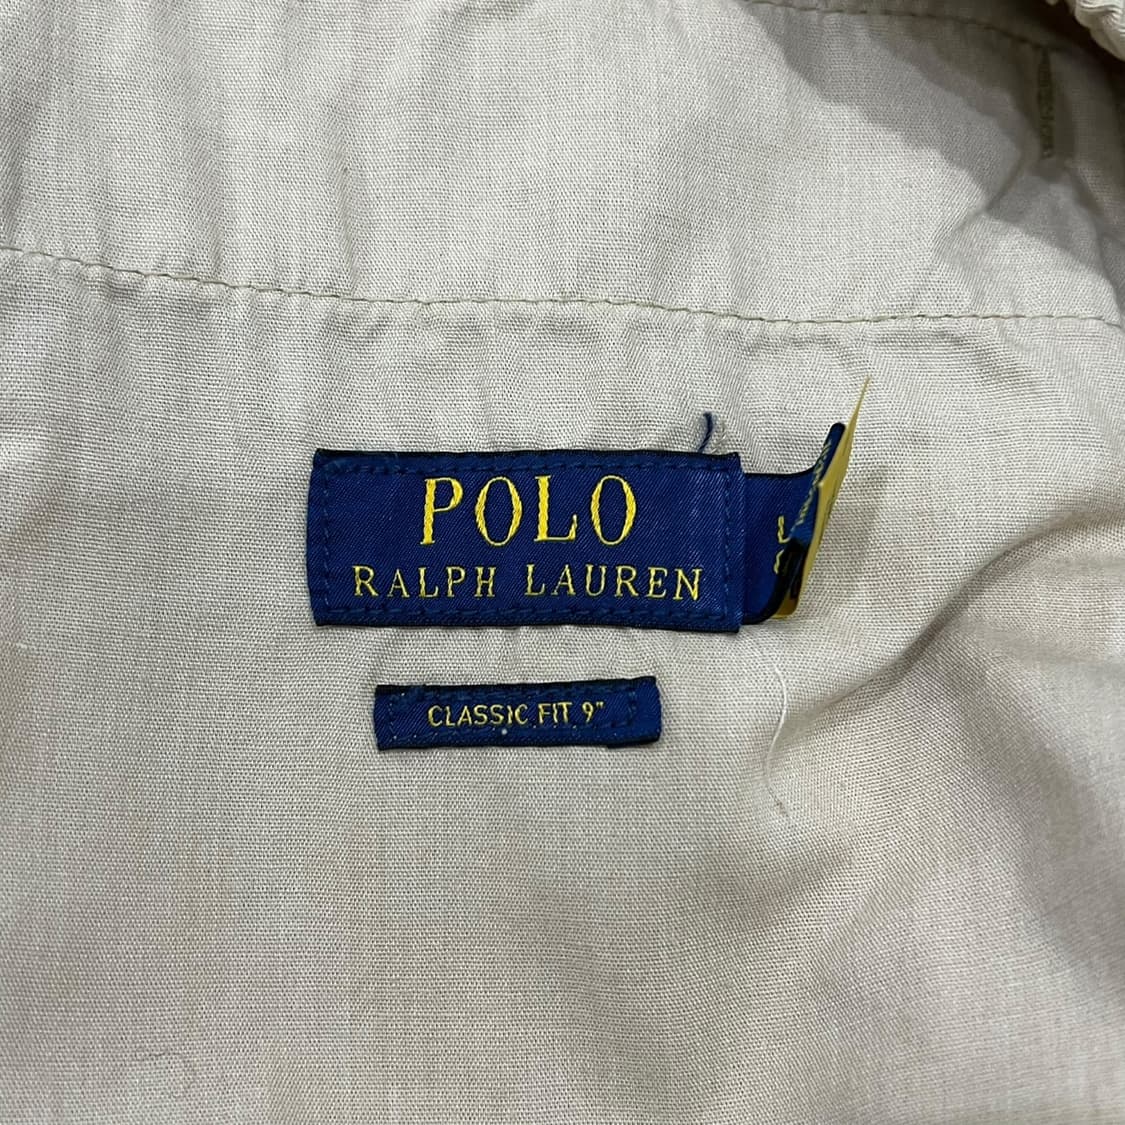 POLO
RALPH LAUREN
CLASSIC FIT 9"